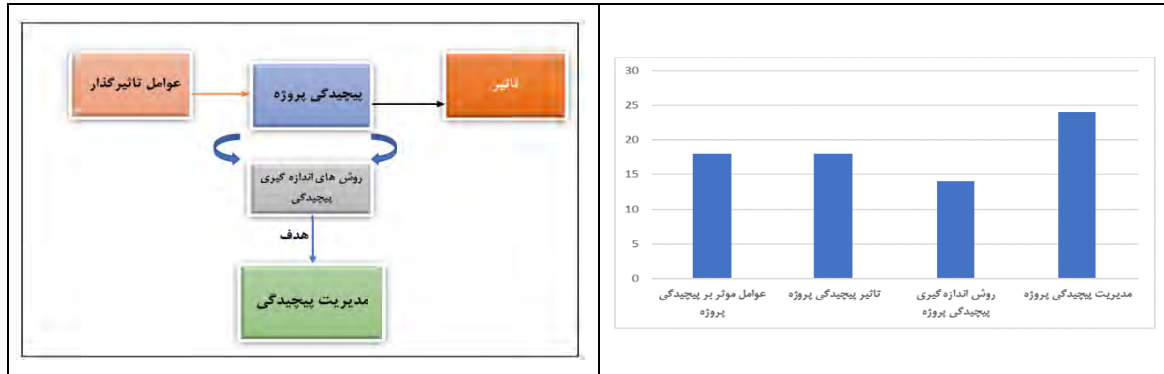 عوامل تاثیرگذار
پیچیدگی پروژه
تاثیر
روش های اندازه گیری
پیچیدگی
هدف
مدیریت پیچیدگی
30
25
20
15
10
5
0
عوامل موثر بر پیچیدگی
پروژه
تاثیر پیچیدگی پروژه
روش اندازه گیری
پیچیدگی پروژه
مدیریت پیچیدگی پروژه